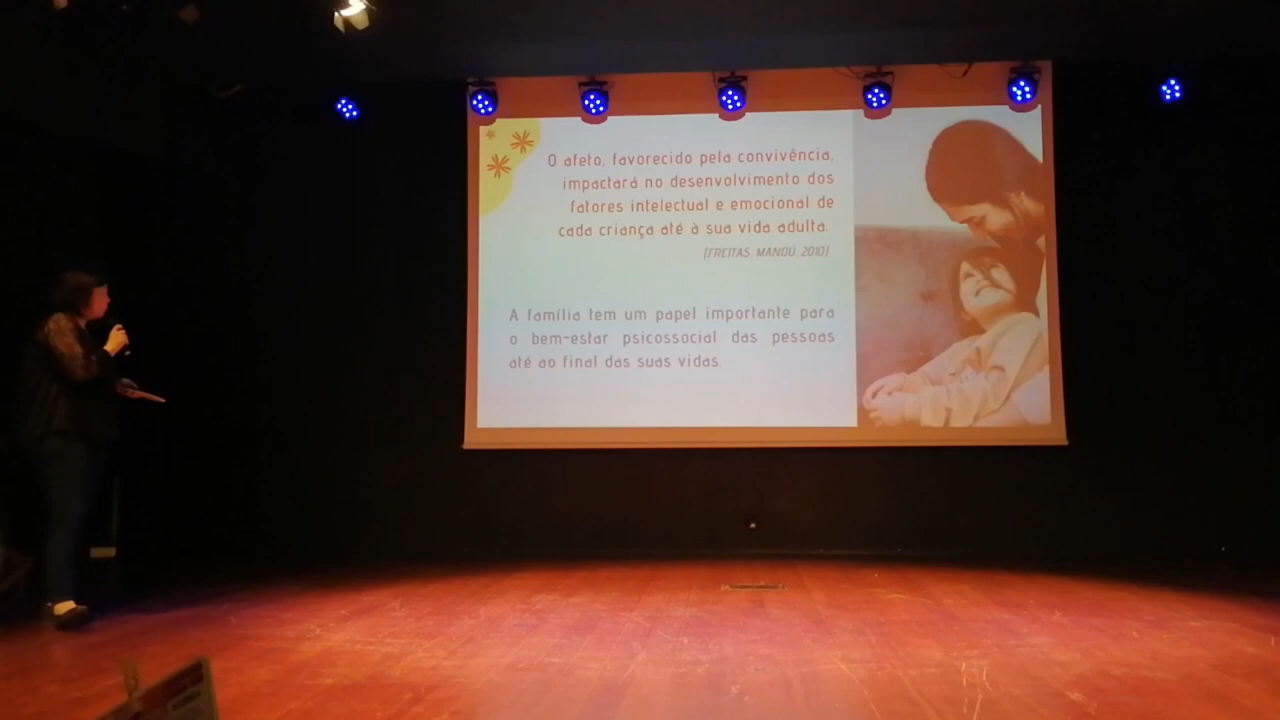 O afeto, favorecido pela convivência,
impactará no desenvolvimento dos
fatores intelectual e emocional de
cada criança até à sua vida adulta.
(FREITAS, MANDÚ, 2010)
A família tem um papel importante para
o bem-estar psicossocial das pessoas
até ao final das suas vidas.